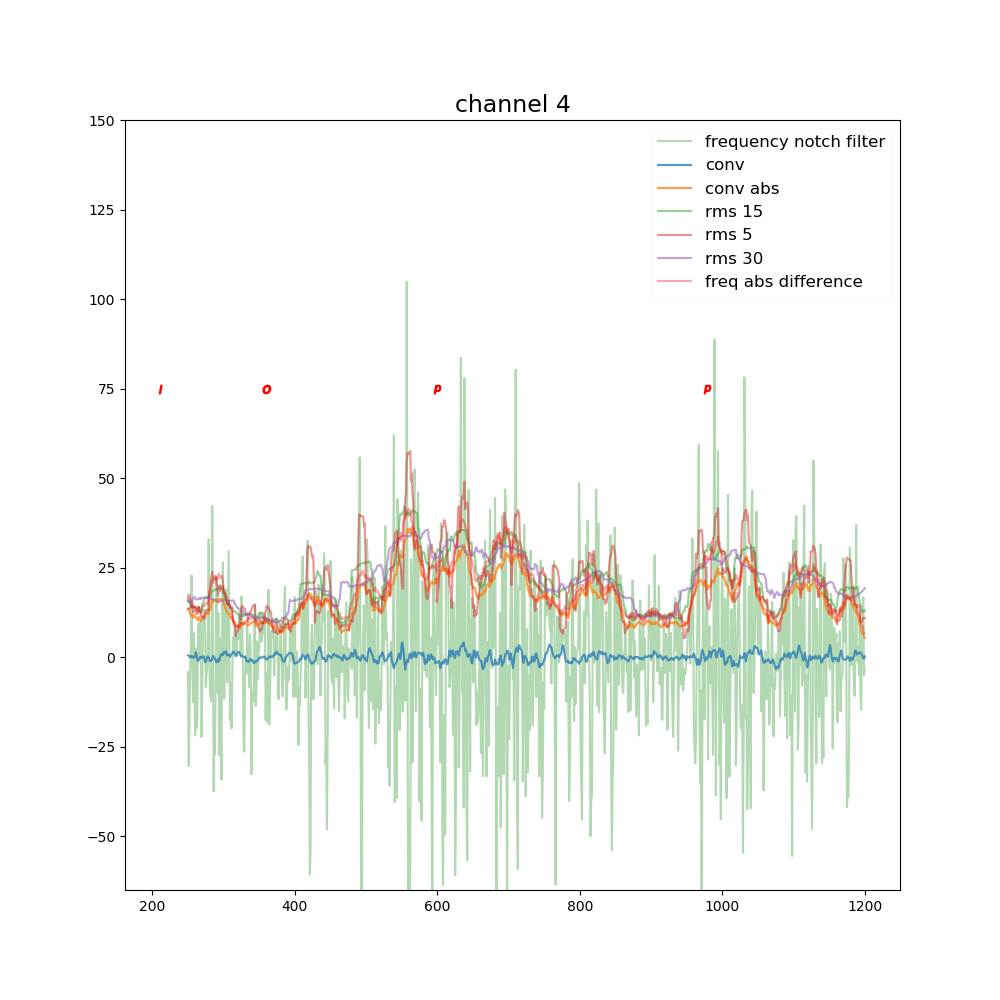 channel 4
150
125
100
75
50
25
0
−25
−50
frequency notch filter
conv
conv abs
rms 15
rms 5
rms 30
freq abs difference
I O P P
200 400 600 800 1000 1200